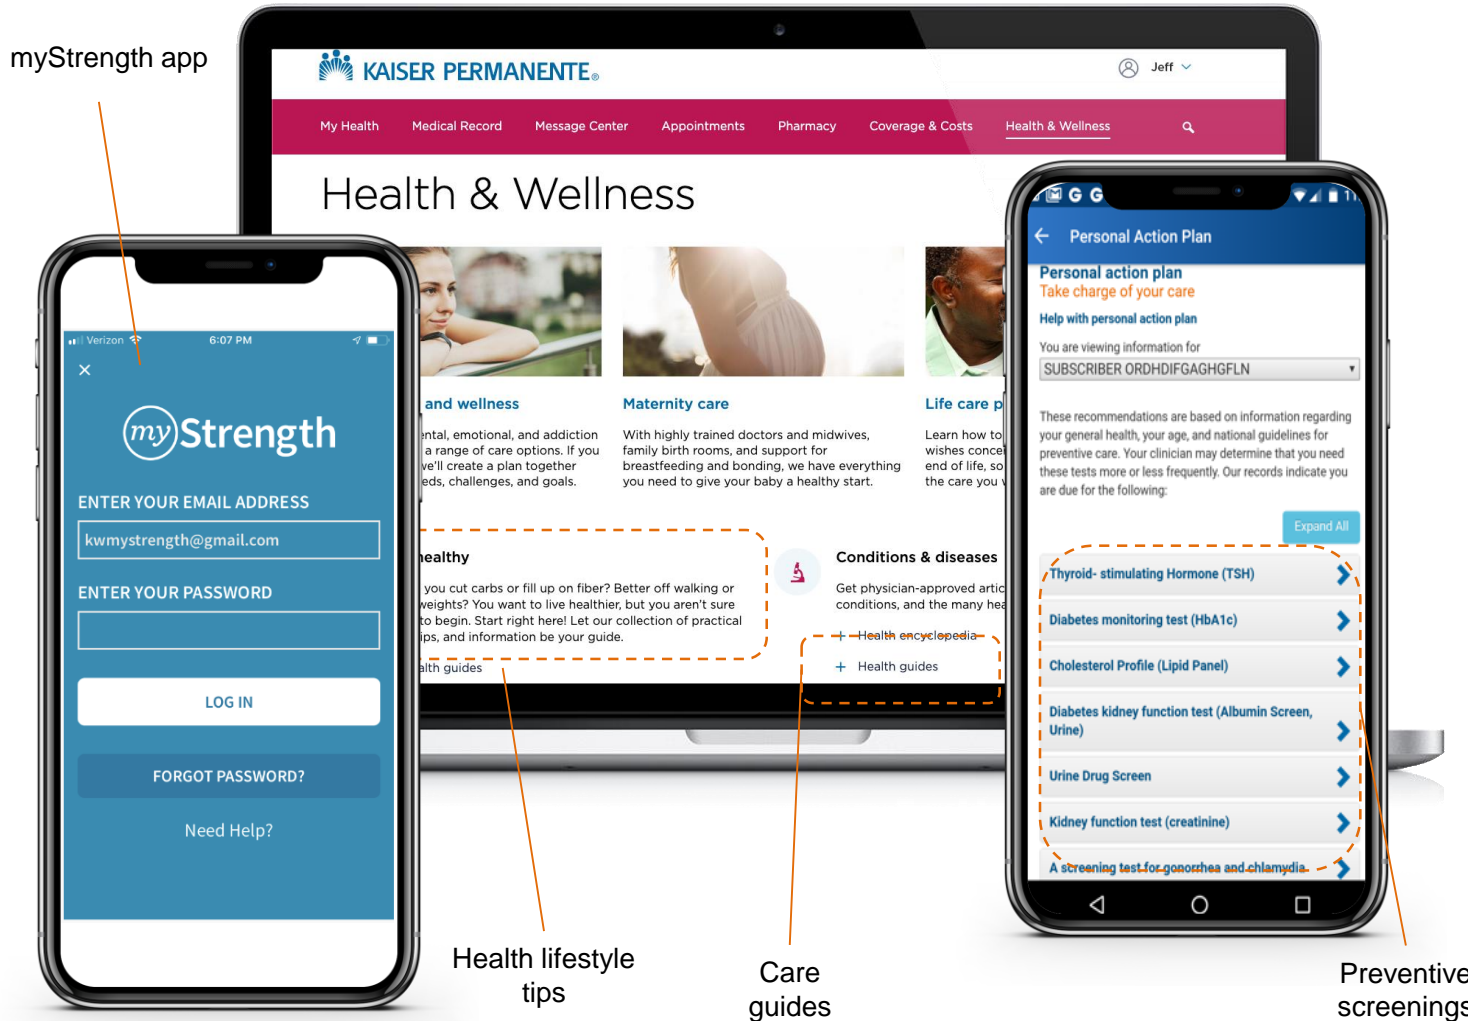 myStrength app
KAISER PERMANENTE®
Jeff
My Health Medical Record Message Center Appointments Pharmacy Coverage & Costs Health & Wellness
Health & Wellness
and wellness
ental, emotional, and addiction
a range of care options. If you
we'll create a plan together
eds, challenges, and goals.
Maternity care
With highly trained doctors and midwives,
family birth rooms, and support for
breastfeeding and bonding, we have everything
you need to give your baby a healthy start.
Life care p
Learn how to
wishes conce
end of life, so
the care you
healthy
you cut carbs or fill up on fiber? Better off walking or
weights? You want to live healthier, but you aren't sure
to begin. Start right here! Let our collection of practical
ips, and information be your guide.
alth guides
Conditions & diseases
Get physician-approved artic
conditions, and the many hea
+ Health encyclopedia
+ Health guides
Verizon 6:07 PM
×
myStrength
ENTER YOUR EMAIL ADDRESS
kwmystrength@gmail.com
ENTER YOUR PASSWORD
LOG IN
FORGOT PASSWORD?
Need Help?
G G 11
Personal Action Plan
Personal action plan
Take charge of your care
Help with personal action plan
You are viewing information for
SUBSCRIBER ORDHDIFGAGHGFLN
These recommendations are based on information regarding
your general health, your age, and national guidelines for
preventive care. Your clinician may determine that you need
these tests more or less frequently. Our records indicate you
are due for the following:
Expand All
Thyroid- stimulating Hormone (TSH)
Diabetes monitoring test (HbA1c)
Cholesterol Profile (Lipid Panel)
Diabetes kidney function test (Albumin Screen,
Urine)
Urine Drug Screen
Kidney function test (creatinine)
A screening test for gonorrhea and chlamydia
Health lifestyle
tips
Care
guides
Preventive
screenings